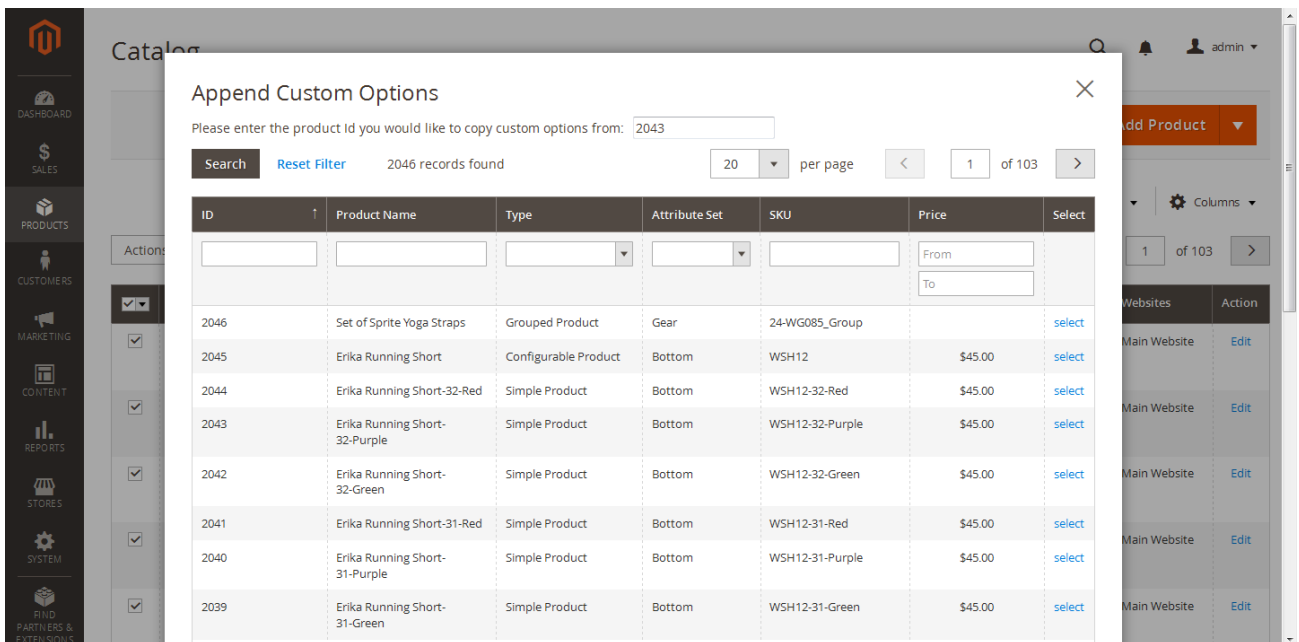 Catalog
admin
DASHBOARD
SALES
PRODUCTS
CUSTOMERS
MARKETING
CONTENT
REPORTS
STORES
SYSTEM
FIND
PARTNERS &
EXTENSIONS
Append Custom Options
Please enter the product Id you would like to copy custom options from: 2043
Search Reset Filter 2046 records found 20 per page 1 of 103
ID Product Name Type Attribute Set SKU Price Select
From
To
2046 Set of Sprite Yoga Straps Grouped Product Gear 24-WG085_Group select
2045 Erika Running Short Configurable Product Bottom WSH12 $45.00 select
2044 Erika Running Short-32-Red Simple Product Bottom WSH12-32-Red $45.00 select
2043 Erika Running Short- Simple Product Bottom WSH12-32-Purple $45.00 select
32-Purple
2042 Erika Running Short- Simple Product Bottom WSH12-32-Green $45.00 select
32-Green
2041 Erika Running Short-31-Red Simple Product Bottom WSH12-31-Red $45.00 select
2040 Erika Running Short- Simple Product Bottom WSH12-31-Purple $45.00 select
31-Purple
2039 Erika Running Short- Simple Product Bottom WSH12-31-Green $45.00 select
31-Green
Add Product
Columns
Actions
1 of 103
Websites Action
Main Website Edit
Main Website Edit
Main Website Edit
Main Website Edit
Main Website Edit